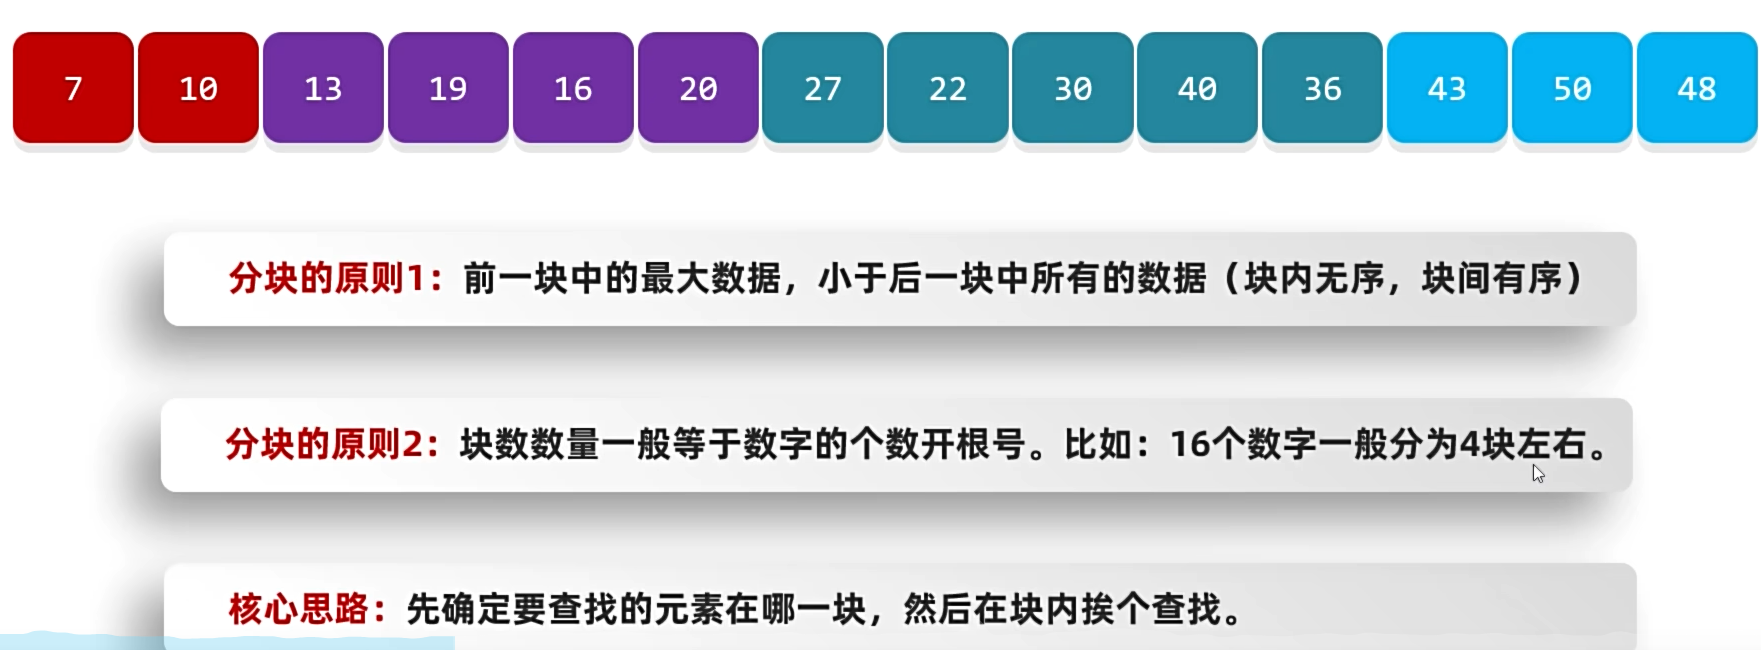 7 10 13 19 16 20 27 22 30 40 36 43 50 48
分块的原则1：前一块中的最大数据，小于后一块中所有的数据（块内无序，块间有序）
分块的原则2：块数数量一般等于数字的个数开根号。比如：16个数字一般分为4块左右。
核心思路：先确定要查找的元素在哪一块，然后在块内挨个查找。